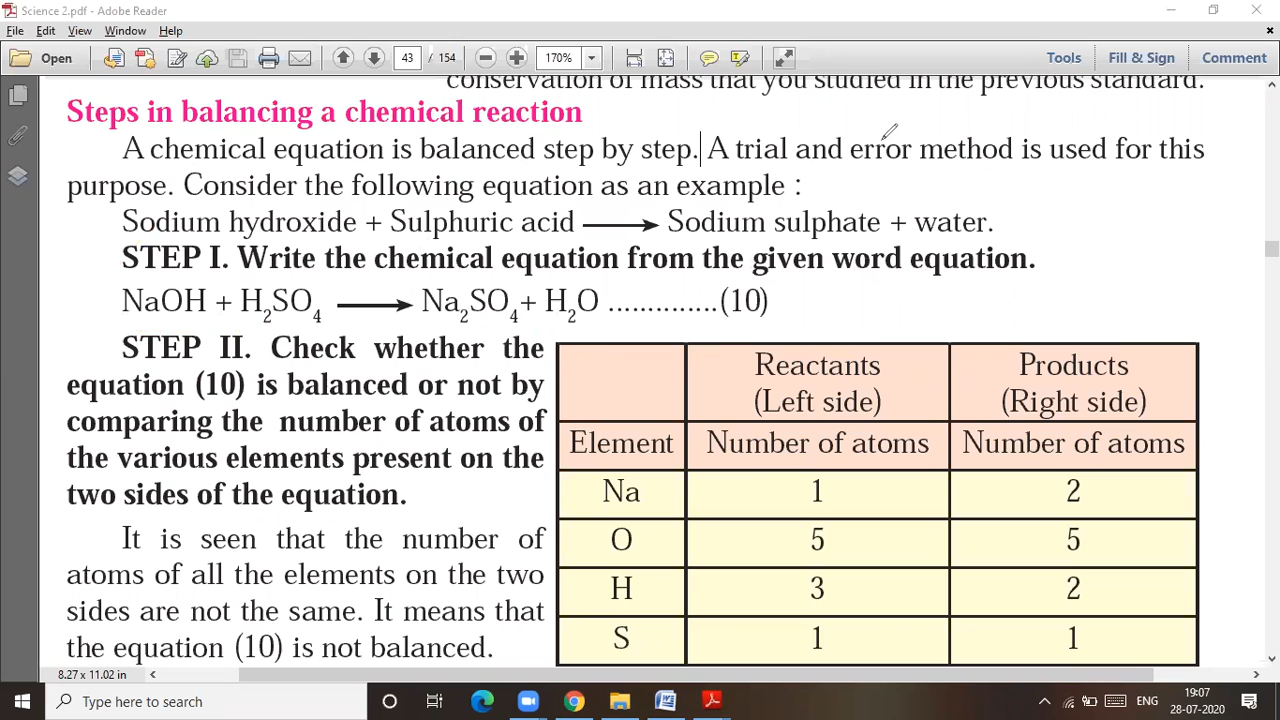 Science 2.pdf - Adobe Reader
File Edit View Window Help
Open 43 / 154 170% Tools Fill & Sign Comment
conservation of mass that you studied in the previous standard.
Steps in balancing a chemical reaction
A chemical equation is balanced step by step. A trial and error method is used for this
purpose. Consider the following equation as an example :
Sodium hydroxide + Sulphuric acid ⟶ Sodium sulphate + water.
STEP I. Write the chemical equation from the given word equation.
NaOH + H₂SO₄ ⟶ Na₂SO₄+ H₂O ..............(10)
STEP II. Check whether the
equation (10) is balanced or not by
comparing the number of atoms of
the various elements present on the
two sides of the equation.
It is seen that the number of
atoms of all the elements on the two
sides are not the same. It means that
the equation (10) is not balanced.
Reactants Products
(Left side) (Right side)
Element Number of atoms Number of atoms
Na 1 2
O 5 5
H 3 2
S 1 1
8.27 x 11.02 in
Type here to search
ENG
19:07
28-07-2020